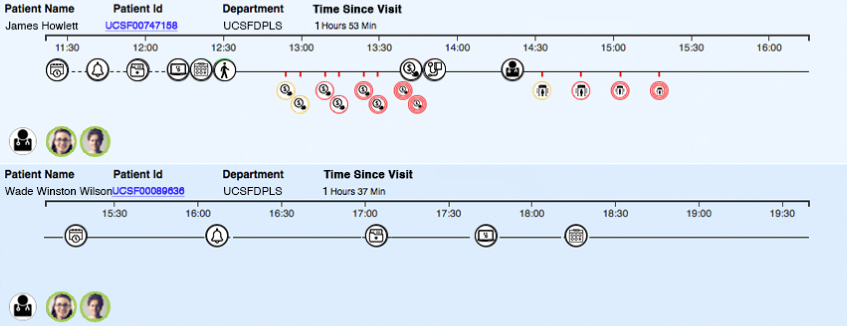 Patient Name Patient Id Department Time Since Visit
James Howlett UCSF00747158 UCSFDPLS 1 Hours 53 Min
11:30 12:00 12:30 13:00 13:30 14:00 14:30 15:00 15:30 16:00
Patient Name Patient Id Department Time Since Visit
Wade Winston Wilson UCSF00089636 UCSFDPLS 1 Hours 37 Min
15:30 16:00 16:30 17:00 17:30 18:00 18:30 19:00 19:30